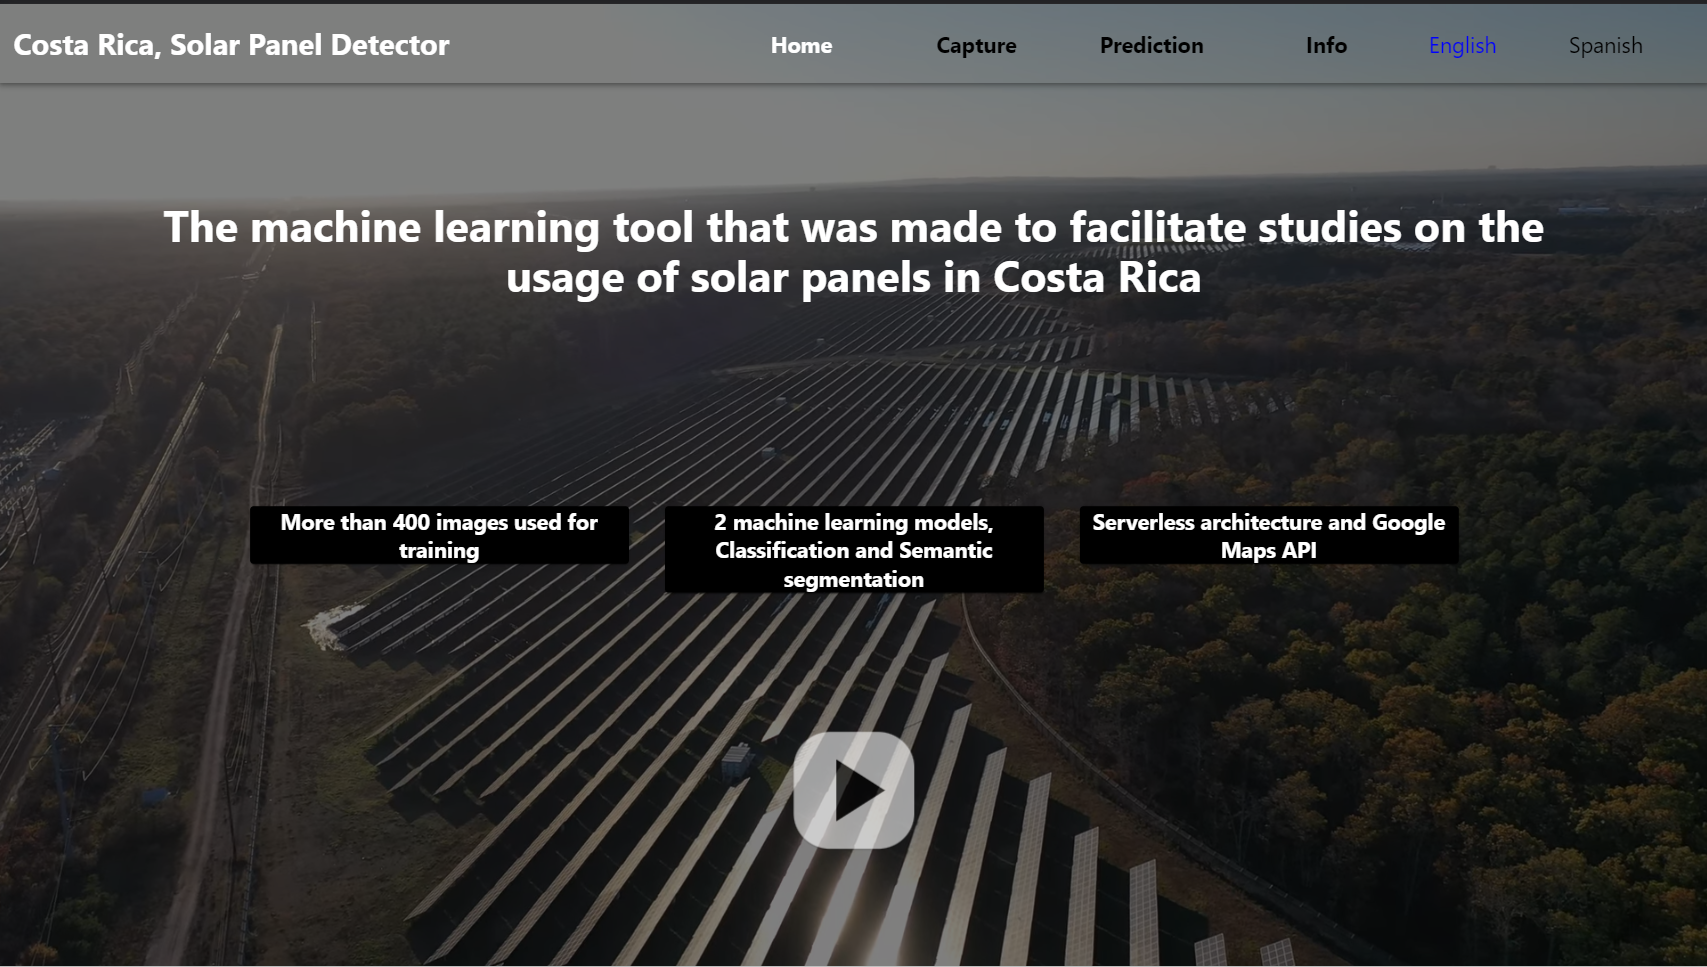 Costa Rica, Solar Panel Detector
Home
Capture
Prediction
Info
English
Spanish
The machine learning tool that was made to facilitate studies on the
usage of solar panels in Costa Rica
More than 400 images used for
training
2 machine learning models,
Classification and Semantic
segmentation
Serverless architecture and Google
Maps API